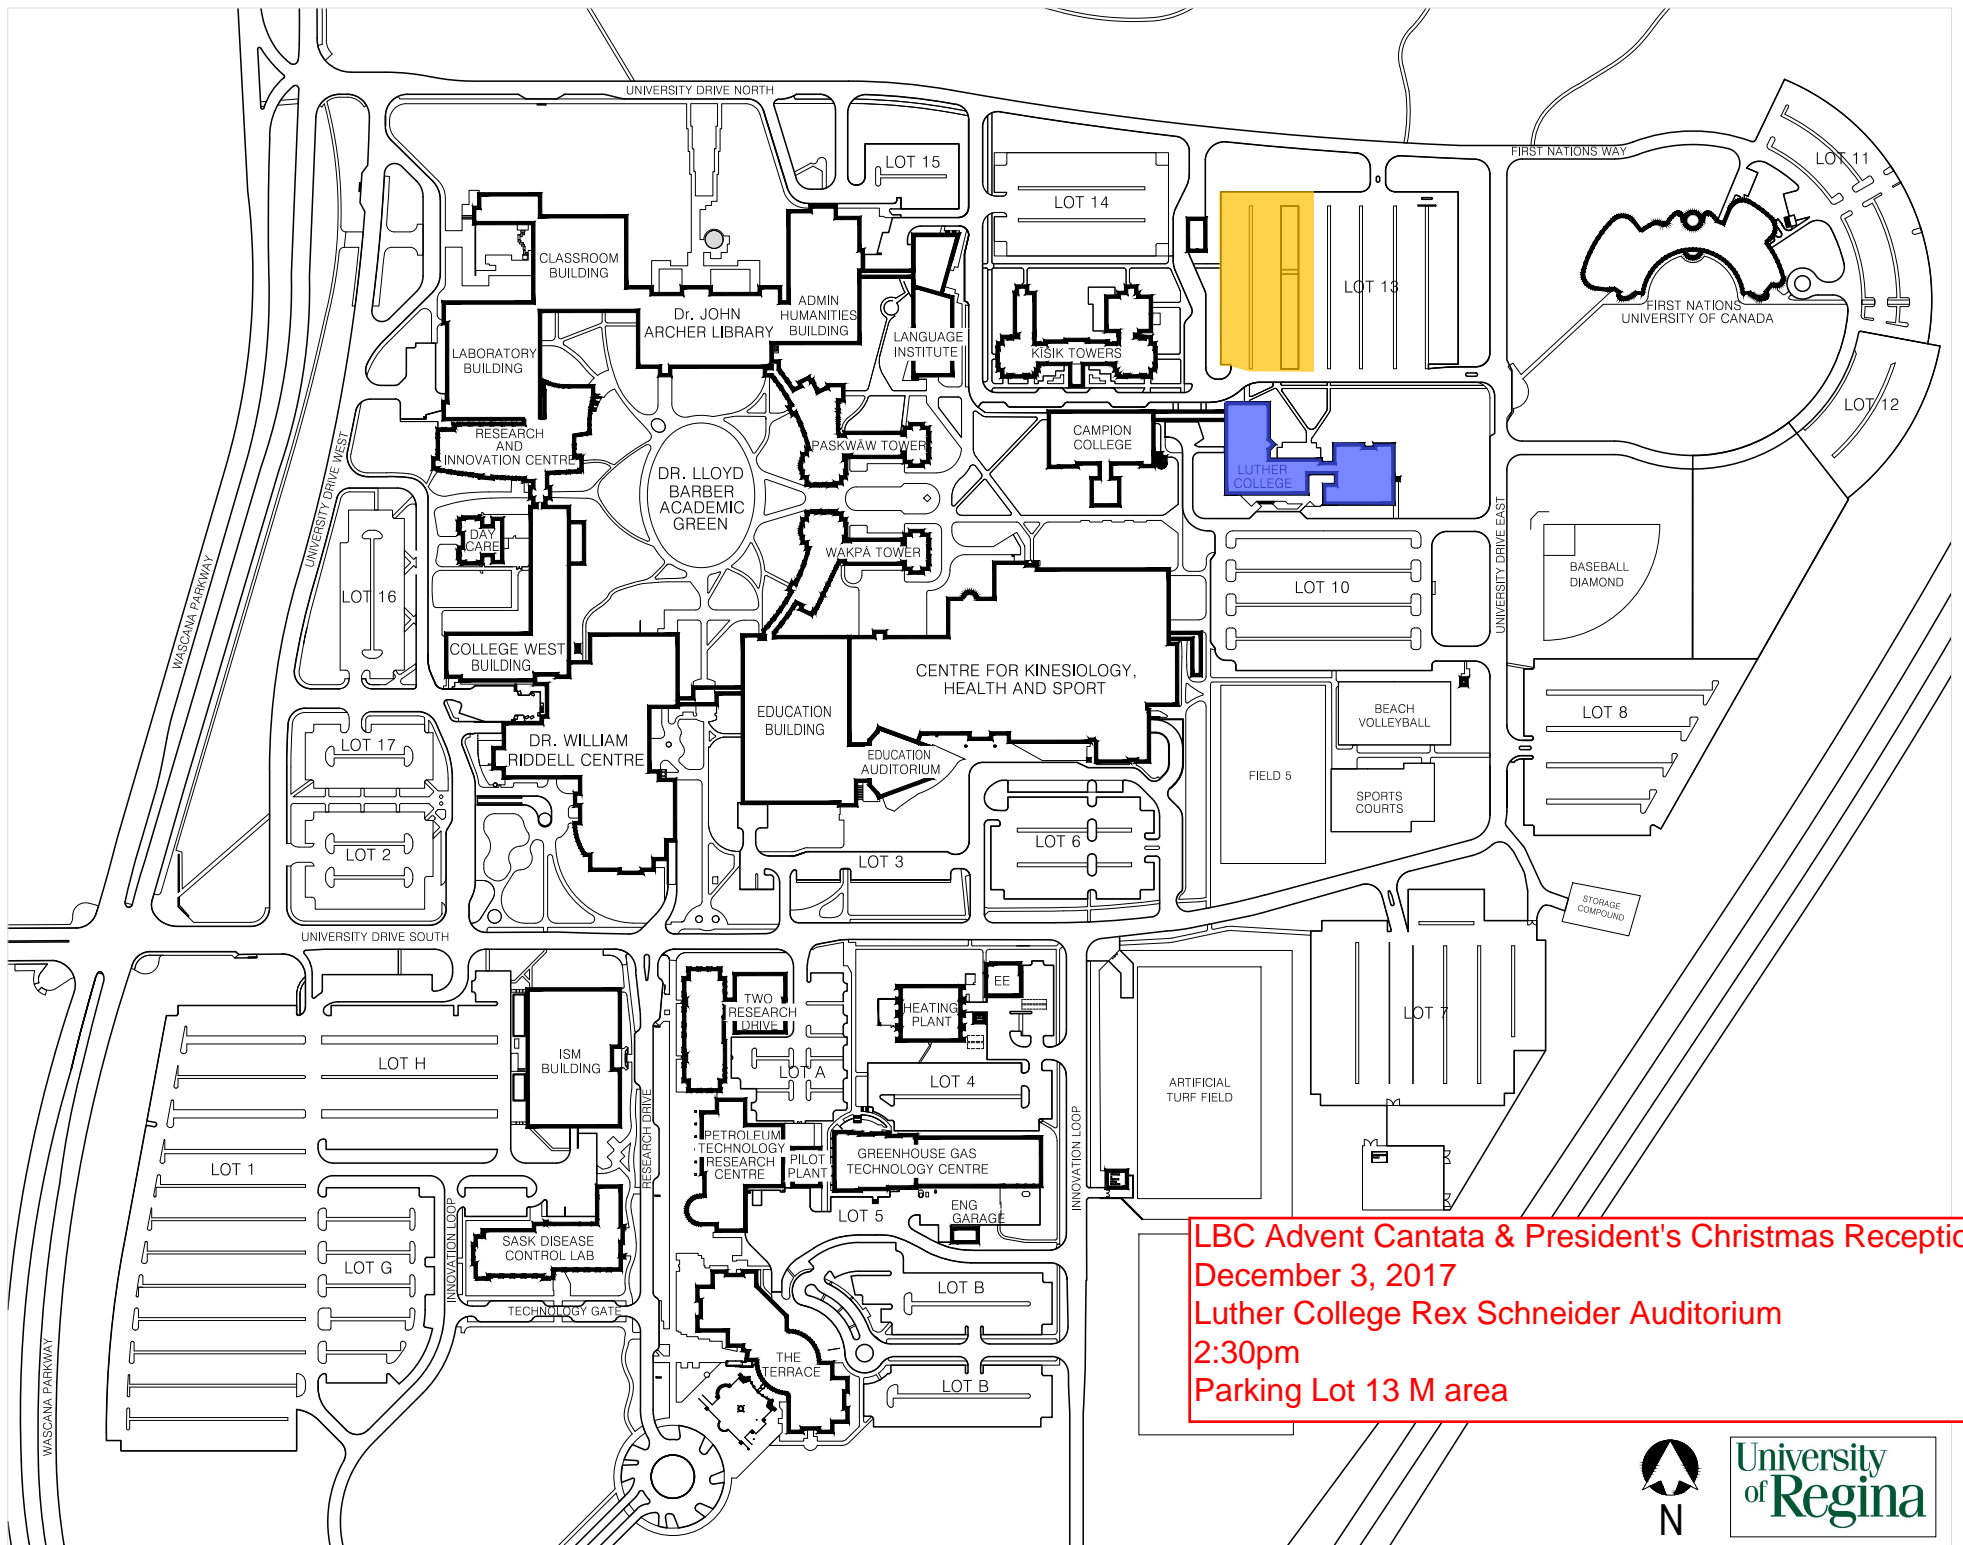 UNIVERSITY DRIVE NORTH
FIRST NATIONS WAY
LOT 11
LOT 15
LOT 14
CLASSROOM
BUILDING
LOT 13
ADMIN
HUMANITIES
BUILDING
Dr. JOHN
ARCHER LIBRARY
FIRST NATIONS
UNIVERSITY OF CANADA
LANGUAGE
INSTITUTE
KĪSIK TOWERS
LABORATORY
BUILDING
LOT 12
RESEARCH
AND
INNOVATION CENTRE
PASKWĀW TOWER
CAMPION
COLLEGE
LUTHER
COLLEGE
DR. LLOYD
BARBER
ACADEMIC
GREEN
UNIVERSITY DRIVE WEST
UNIVERSITY DRIVE EAST
DAY
CARE
WAKPĀ TOWER
BASEBALL
DIAMOND
WASCANA PARKWAY
LOT 16
LOT 10
COLLEGE WEST
BUILDING
CENTRE FOR KINESIOLOGY,
HEALTH AND SPORT
EDUCATION
BUILDING
BEACH
VOLLEYBALL
LOT 8
LOT 17
DR. WILLIAM
RIDDELL CENTRE
EDUCATION
AUDITORIUM
FIELD 5
SPORTS
COURTS
LOT 2
LOT 3
LOT 6
STORAGE
COMPOUND
UNIVERSITY DRIVE SOUTH
TWO
RESEARCH
DRIVE
EE
HEATING
PLANT
LOT 7
LOT H
ISM
BUILDING
LOT A
LOT 4
ARTIFICIAL
TURF FIELD
RESEARCH DRIVE
INNOVATION LOOP
PETROLEUM
TECHNOLOGY
RESEARCH
CENTRE
PILOT
PLANT
GREENHOUSE GAS
TECHNOLOGY CENTRE
LOT 1
LOT 5
ENG
GARAGE
INNOVATION LOOP
SASK DISEASE
CONTROL LAB
LOT G
LOT B
TECHNOLOGY GATE
THE
TERRACE
LOT B
WASCANA PARKWAY
LBC Advent Cantata & President's Christmas Receptio
December 3, 2017
Luther College Rex Schneider Auditorium
2:30pm
Parking Lot 13 M area
N
University
of Regina